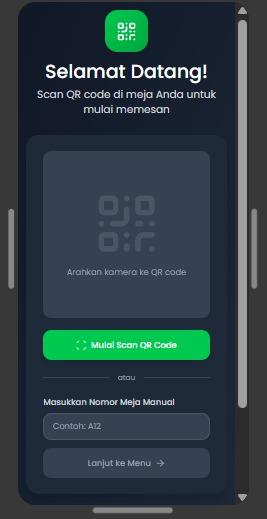 Selamat Datang!
Scan QR code di meja Anda untuk
mulai memesan
Arahkan kamera ke QR code
Mulai Scan QR Code
atau
Masukkan Nomor Meja Manual
Contoh: A12
Lanjut ke Menu →